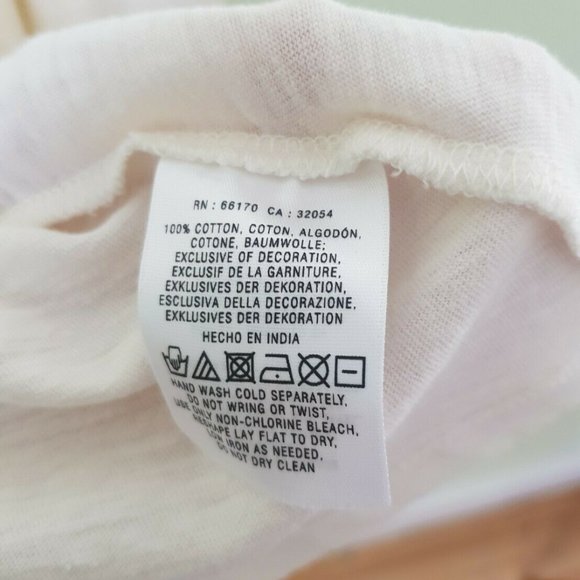 RN : 66170 CA : 32054
100% COTTON, COTON, ALGODÓN,
COTONE, BAUMWOLLE;
EXCLUSIVE OF DECORATION,
EXCLUSIF DE LA GARNITURE,
EXKLUSIVES DER DEKORATION,
ESCLUSIVA DELLA DECORAZIONE,
EXKLUSIVES DER DEKORATION
HECHO EN INDIA
HAND WASH COLD SEPARATELY,
DO NOT WRING OR TWIST,
USE ONLY NON-CHLORINE BLEACH,
RESHAPE LAY FLAT TO DRY,
LOW IRON AS NEEDED,
DO NOT DRY CLEAN